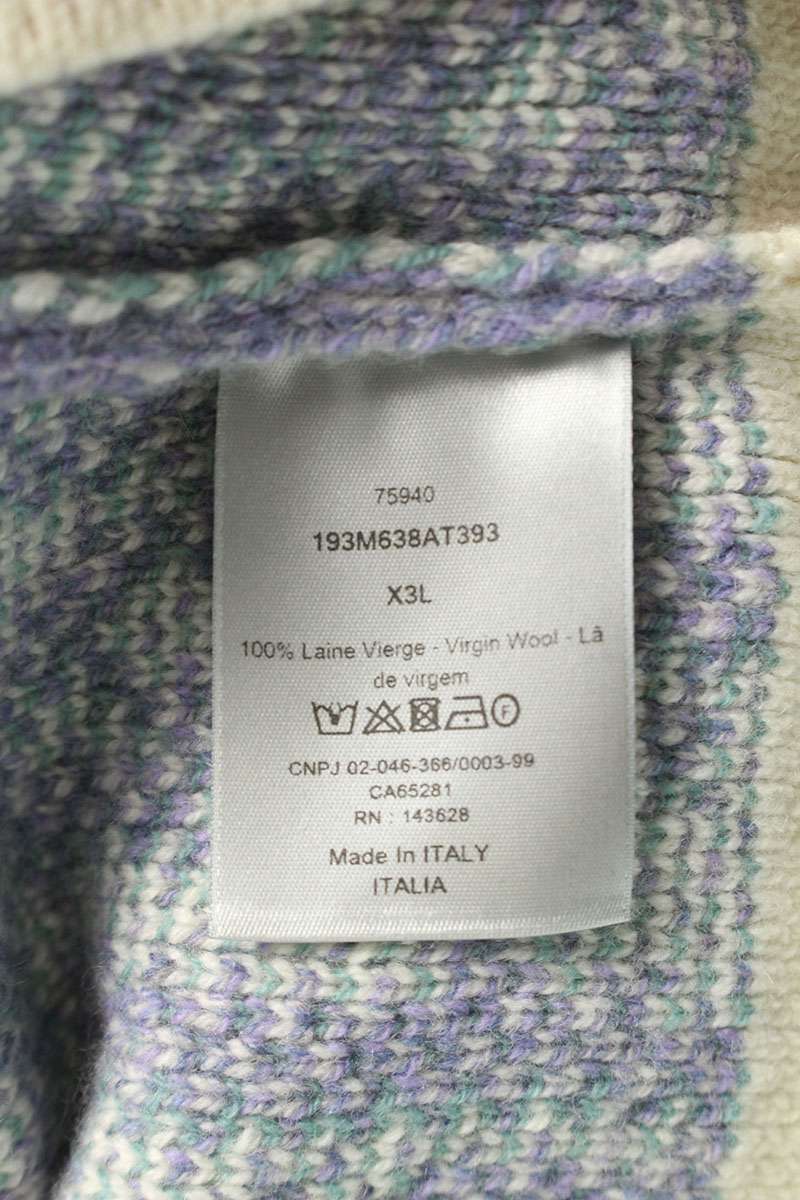 75940
193M638AT393
X3L
100% Laine Vierge - Virgin Wool - Lã
de virgem
F
CNPJ 02-046-366/0003-99
CA65281
RN : 143628
Made In ITALY
ITALIA